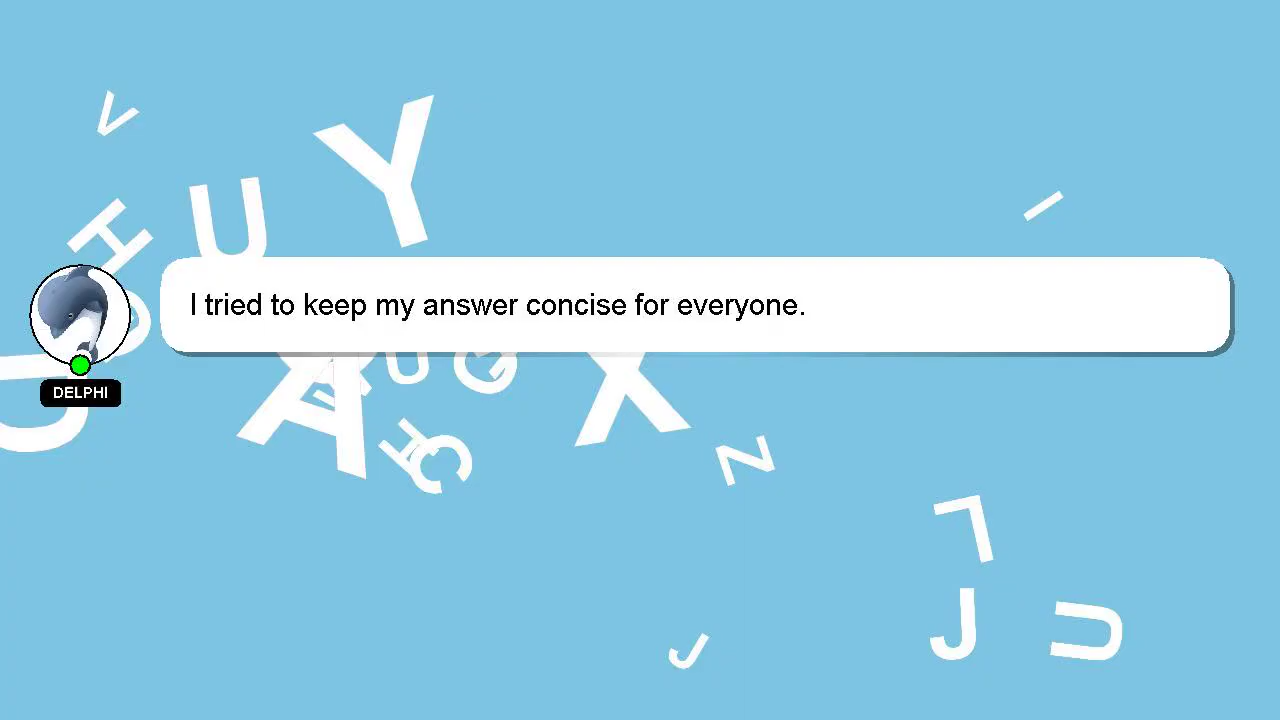 V
Y
U
H
I
I tried to keep my answer concise for everyone.
DELPHI
U
G
X
A
H
C
N
L
J
U
J